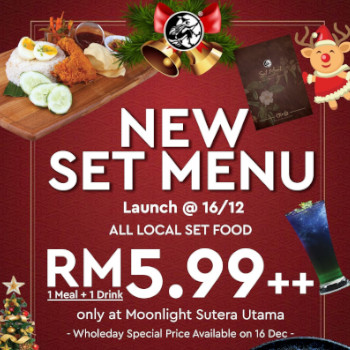 NEW
SET MENU
Launch @ 16/12
ALL LOCAL SET FOOD
RM5.99++
1 Meal + 1 Drink
only at Moonlight Sutera Utama
- Wholeday Special Price Available on 16 Dec -